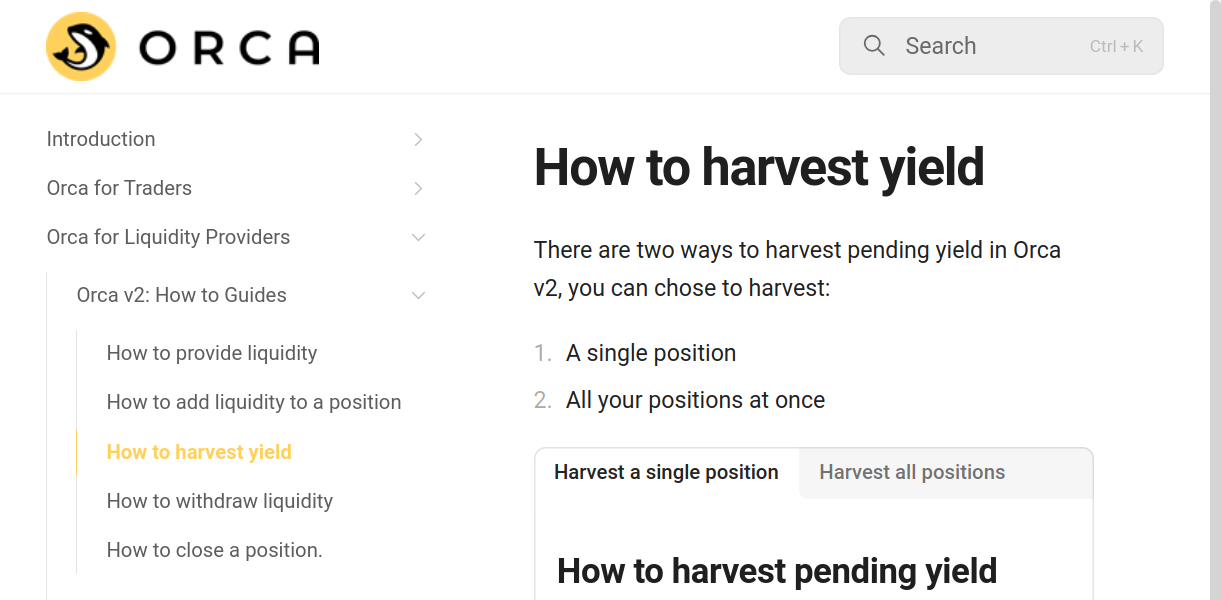 ORCA
Search Ctrl + K
Introduction
Orca for Traders
Orca for Liquidity Providers
Orca v2: How to Guides
How to provide liquidity
How to add liquidity to a position
How to harvest yield
How to withdraw liquidity
How to close a position.
How to harvest yield
There are two ways to harvest pending yield in Orca
v2, you can chose to harvest:
1. A single position
2. All your positions at once
Harvest a single position Harvest all positions
How to harvest pending yield